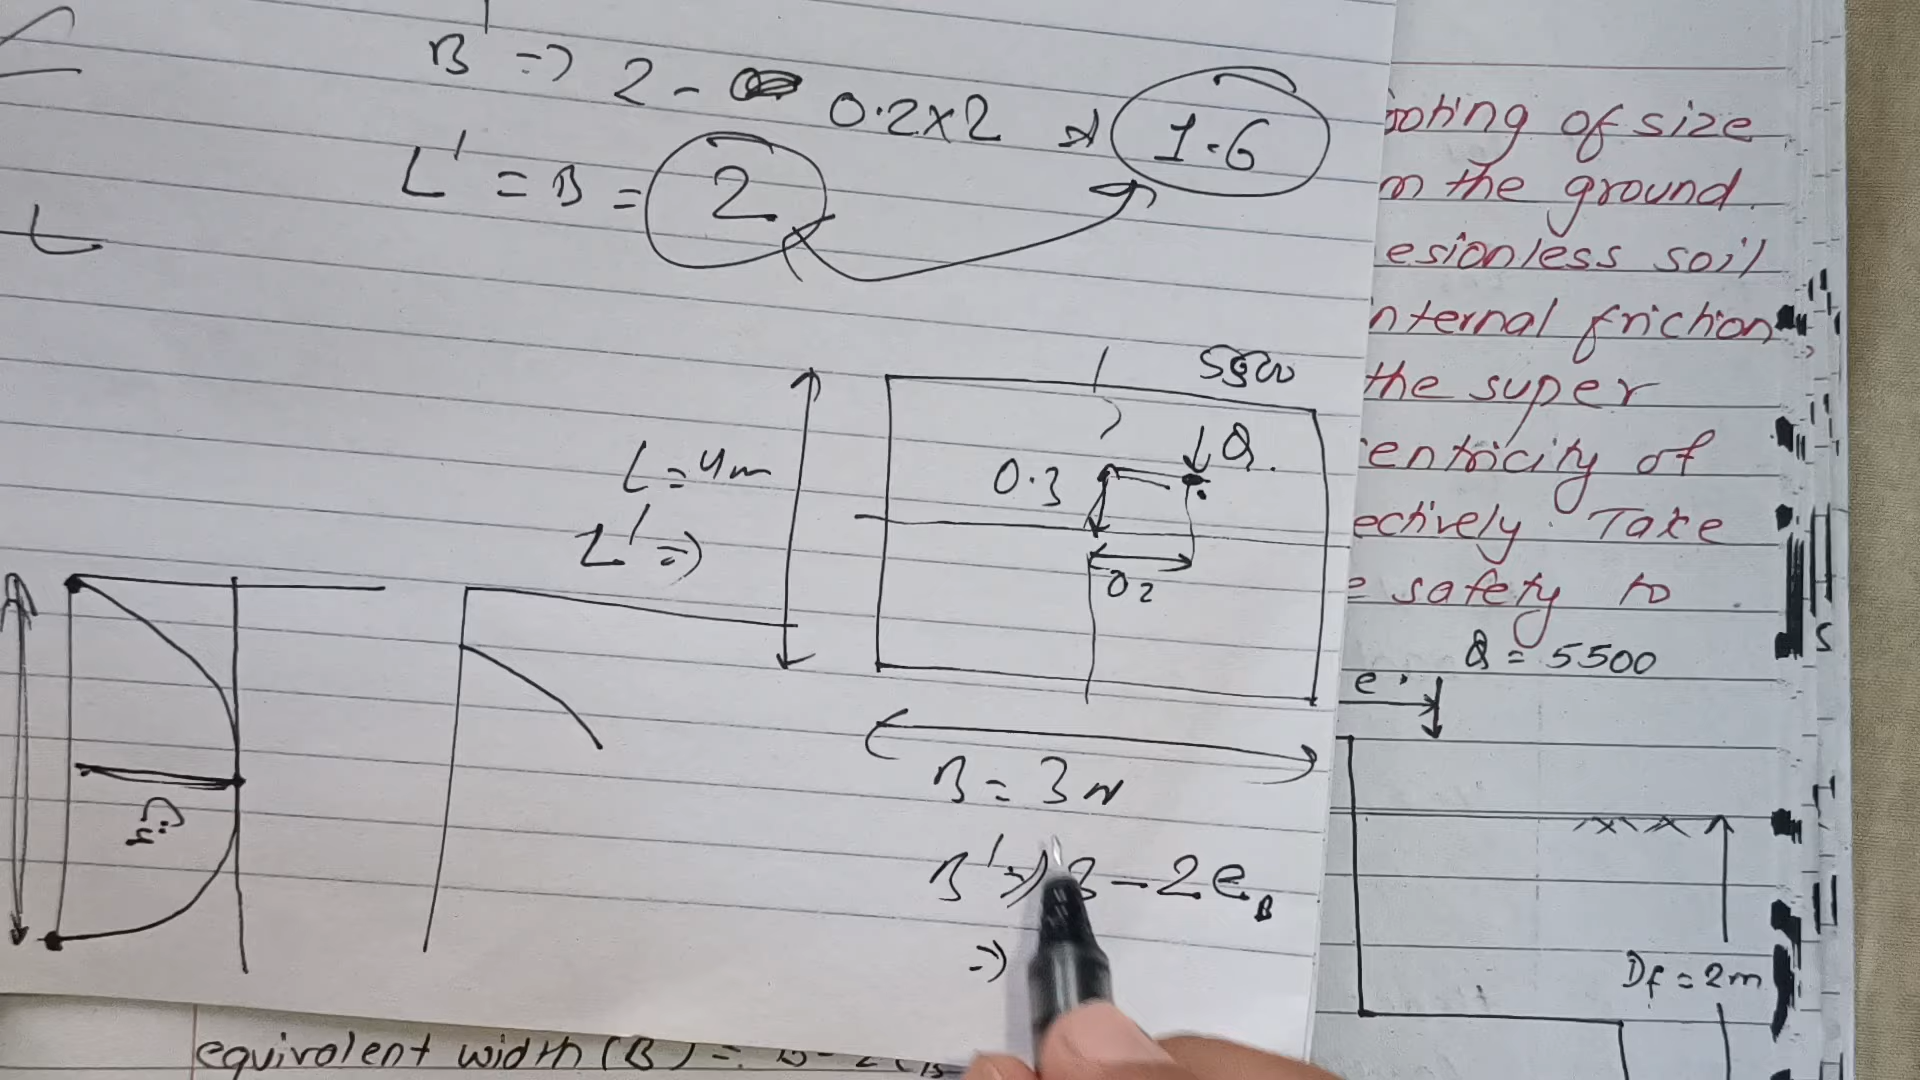 B' => 2 - 0.2x2 => 1.6
L' = B = 2
5500
Q.
0.3
L = 4m
L' =>
0.2
B = 3m
B' => B - 2eB
=>
equivalent width (B) =
ooting of size
m the ground.
esionless soil
nternal friction
the super
entricity of
ectively. Take
e safety to
Q = 5500
e
Df = 2m
S